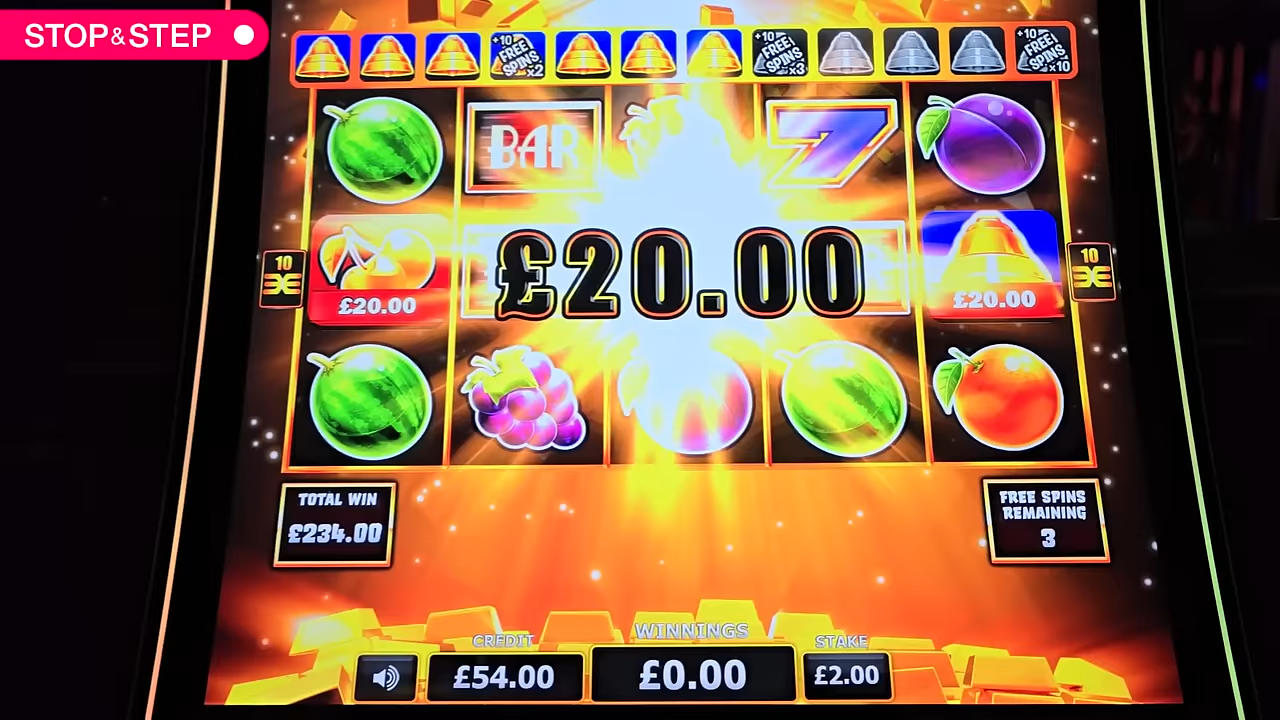 STOP&STEP
+10 FREE SPINS x2
+10 FREE SPINS x3
+10 FREE SPINS x10
BAR
7
10
£20.00
£20.00
£20.00
10
TOTAL WIN
£234.00
FREE SPINS
REMAINING
3
CREDIT
WINNINGS
STAKE
£54.00
£0.00
£2.00